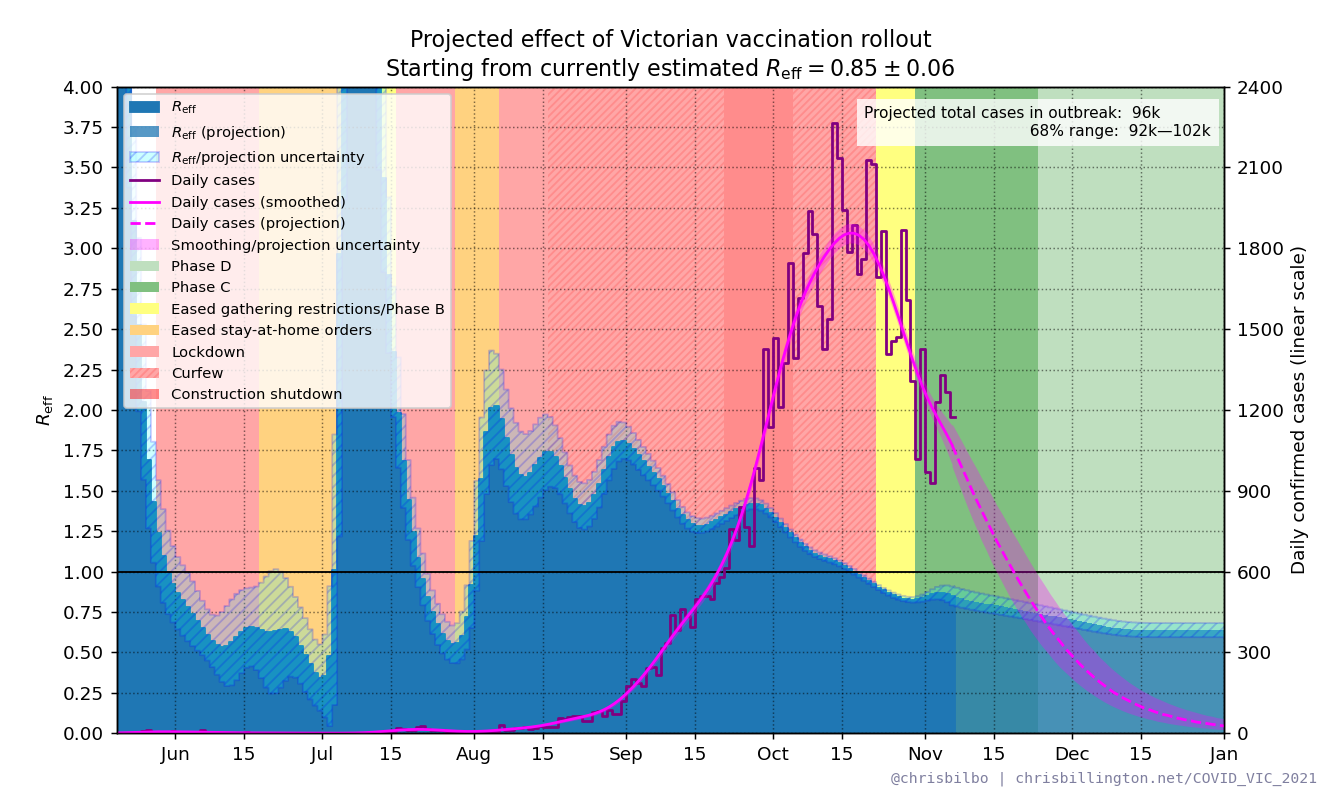 Projected effect of Victorian vaccination rollout
Starting from currently estimated R_eff = 0.85 ± 0.06
4.00
3.75
3.50
3.25
3.00
2.75
2.50
2.25
2.00
1.75
1.50
1.25
1.00
0.75
0.50
0.25
0.00
R_eff
R_eff
R_eff (projection)
R_eff/projection uncertainty
Daily cases
Daily cases (smoothed)
Daily cases (projection)
Smoothing/projection uncertainty
Phase D
Phase C
Eased gathering restrictions/Phase B
Eased stay-at-home orders
Lockdown
Curfew
Construction shutdown
Projected total cases in outbreak: 96k
68% range: 92k—102k
2400
2100
1800
1500
1200
900
600
300
0
Daily confirmed cases (linear scale)
Jun 15 Jul 15 Aug 15 Sep 15 Oct 15 Nov 15 Dec 15 Jan
@chrisbilbo | chrisbillington.net/COVID_VIC_2021